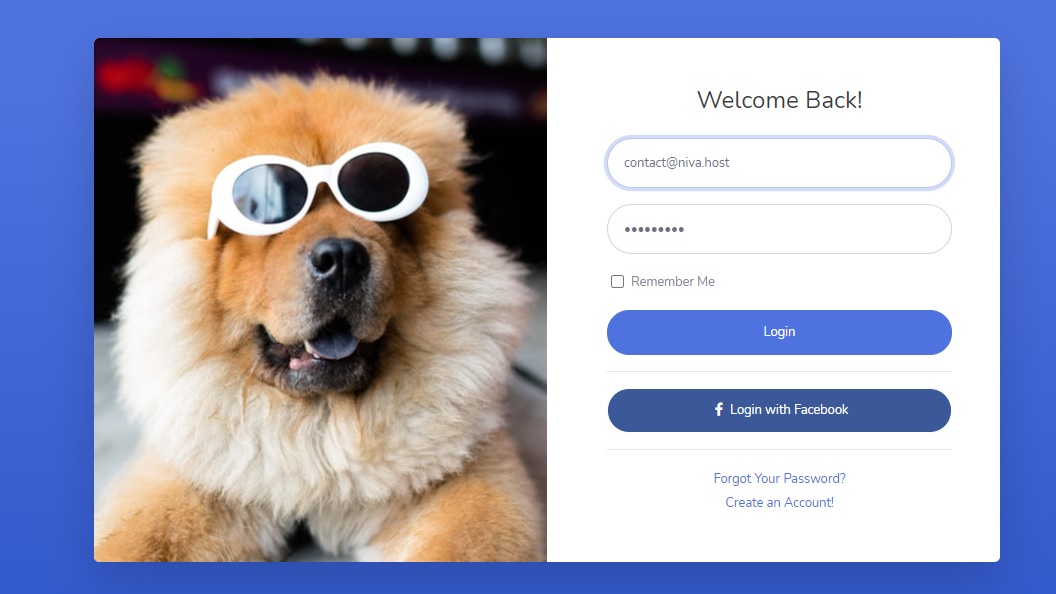 Welcome Back!
contact@niva.host
•••••••••
Remember Me
Login
Login with Facebook
Forgot Your Password?
Create an Account!